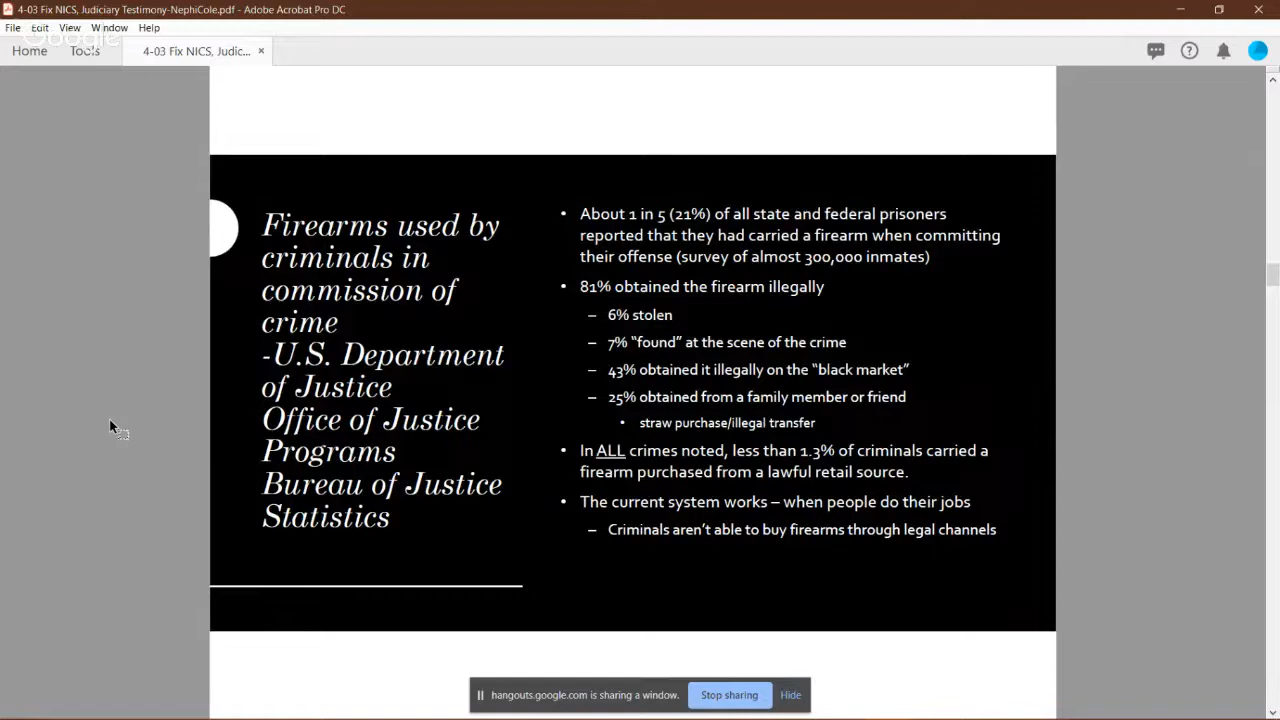 4-03 Fix NICS, Judiciary Testimony-NephiCole.pdf - Adobe Acrobat Pro DC
File Edit View Window Help
Google
Home Tools 4-03 Fix NICS, Judic... ×
Firearms used by
criminals in
commission of
crime
-U.S. Department
of Justice
Office of Justice
Programs
Bureau of Justice
Statistics
• About 1 in 5 (21%) of all state and federal prisoners
reported that they had carried a firearm when committing
their offense (survey of almost 300,000 inmates)
• 81% obtained the firearm illegally
– 6% stolen
– 7% “found” at the scene of the crime
– 43% obtained it illegally on the “black market”
– 25% obtained from a family member or friend
• straw purchase/illegal transfer
• In ALL crimes noted, less than 1.3% of criminals carried a
firearm purchased from a lawful retail source.
• The current system works – when people do their jobs
– Criminals aren’t able to buy firearms through legal channels
hangouts.google.com is sharing a window. Stop sharing Hide